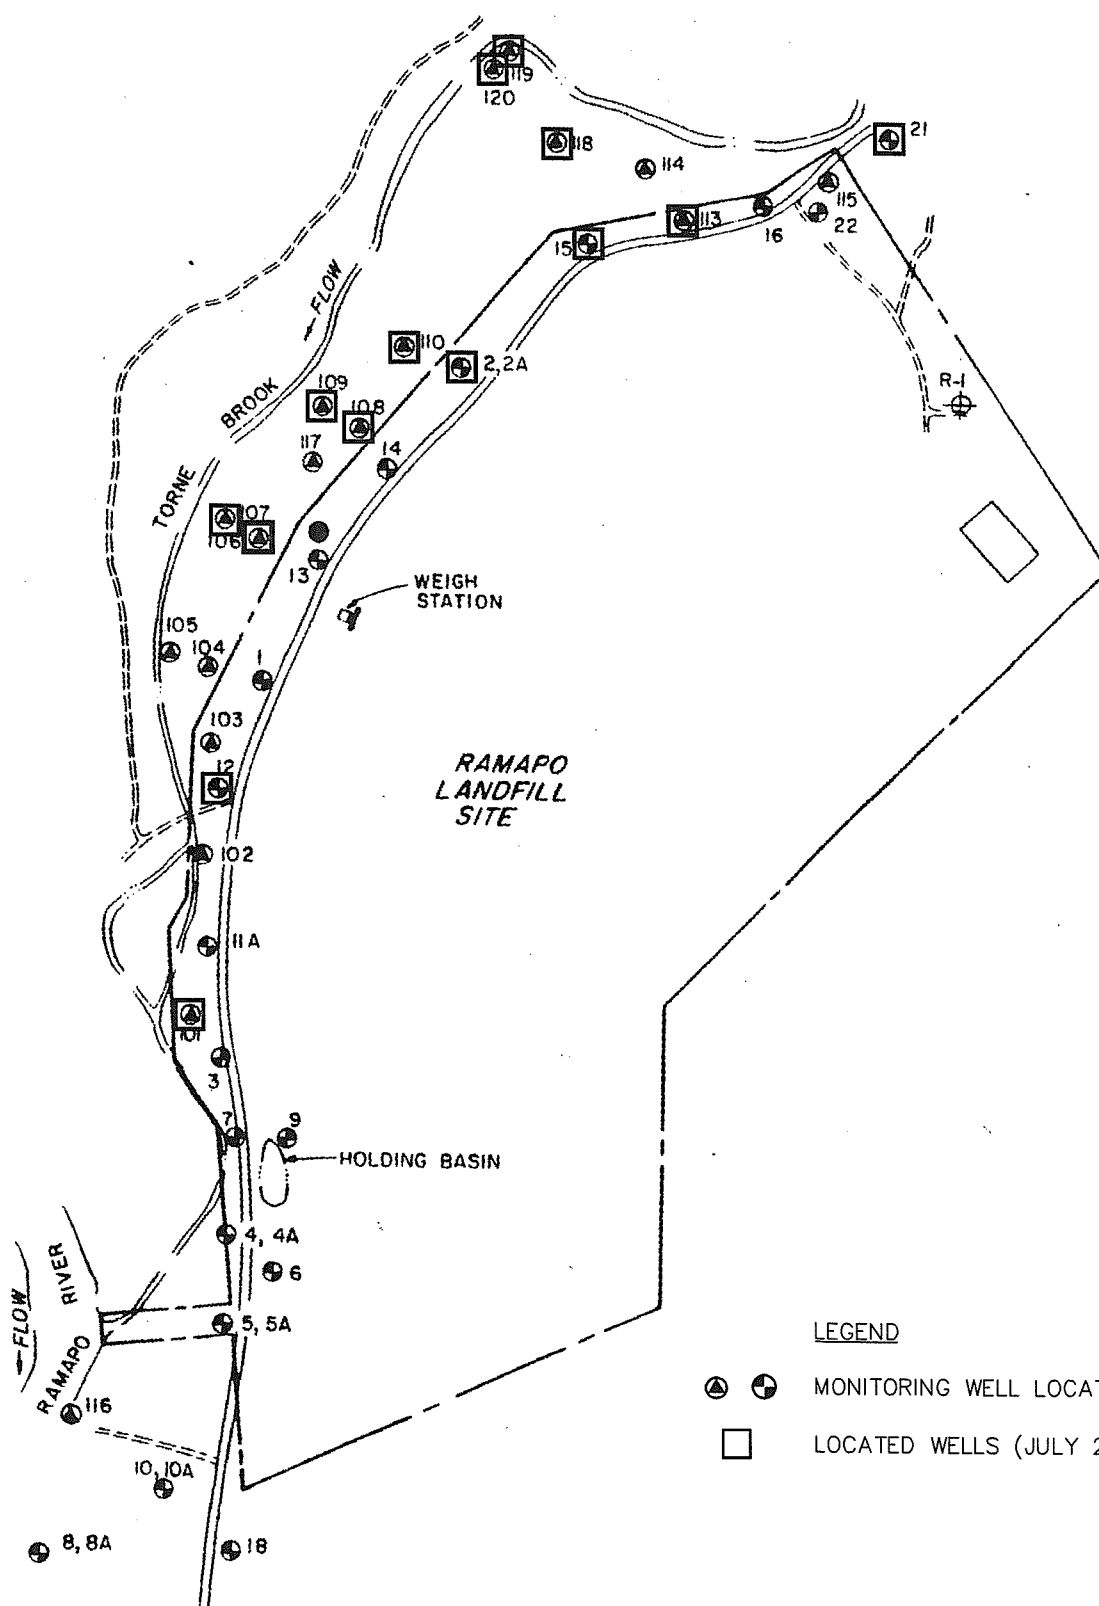 119
120
118
21
114
115
113
16
22
15
← FLOW
110
2,2A
R-1
109
BROOK
108
117
14
TORNE
107
106
13
WEIGH
STATION
105
104
1
103
RAMAPO
LANDFILL
SITE
12
102
11A
101
3
7
9
HOLDING BASIN
4, 4A
RIVER
6
← FLOW
5, 5A
RAMAPO
LEGEND
MONITORING WELL LOCAT
116
LOCATED WELLS (JULY 2
10, 10A
8, 8A
18